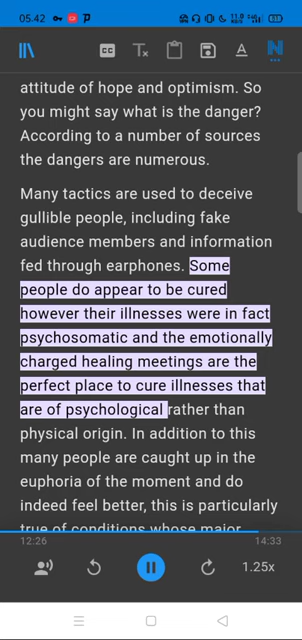 05.42
attitude of hope and optimism. So
you might say what is the danger?
According to a number of sources
the dangers are numerous.
Many tactics are used to deceive
gullible people, including fake
audience members and information
fed through earphones. Some
people do appear to be cured
however their illnesses were in fact
psychosomatic and the emotionally
charged healing meetings are the
perfect place to cure illnesses that
are of psychological rather than
physical origin. In addition to this
many people are caught up in the
euphoria of the moment and do
indeed feel better, this is particularly
true of conditions whose major
12:26 14:33
1.25x